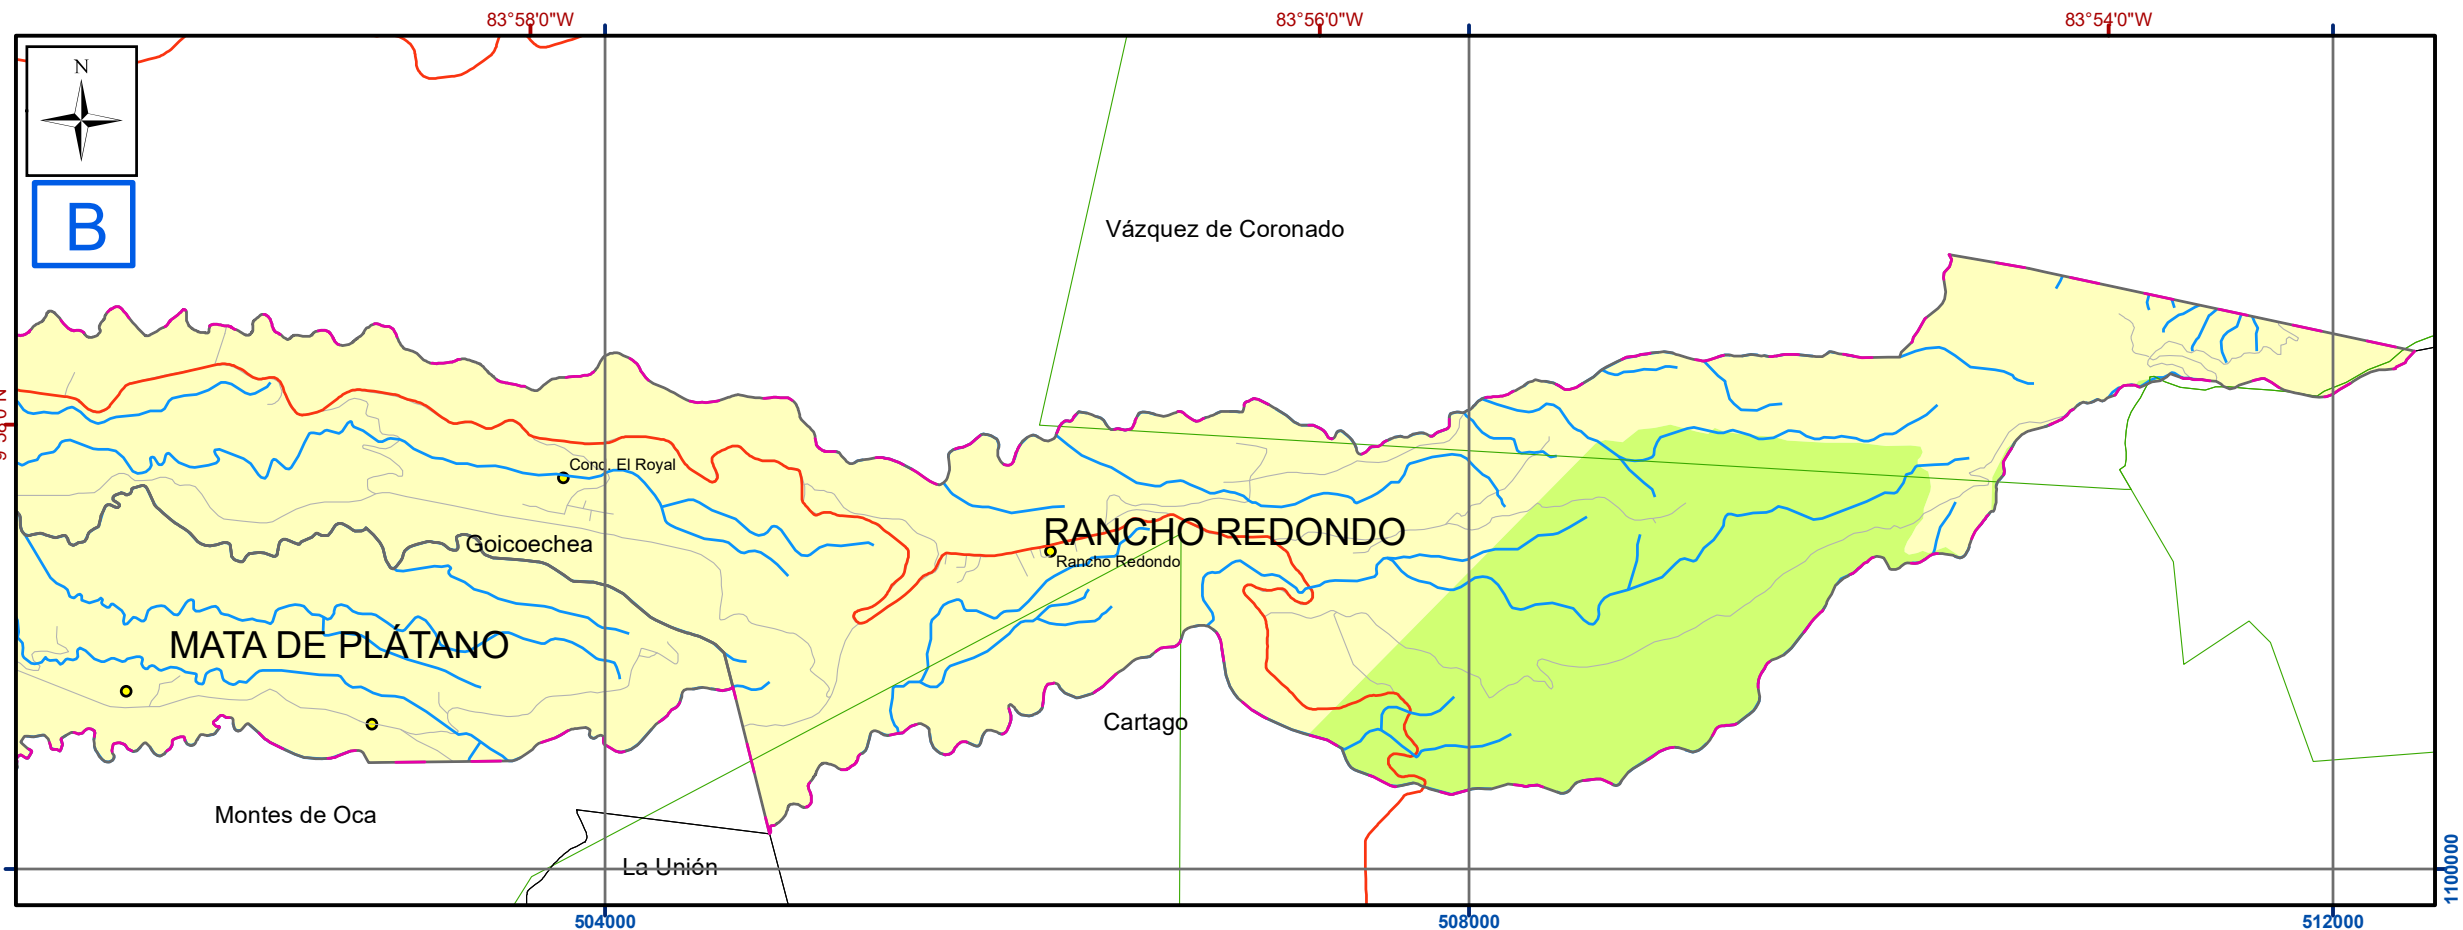 83°58'0"W 83°56'0"W 83°54'0"W
N
B
Vázquez de Coronado
Cond. El Royal
RANCHO REDONDO
Goicoechea
Rancho Redondo
MATA DE PLÁTANO
Cartago
Montes de Oca
La Unión
1100000
504000 508000 512000